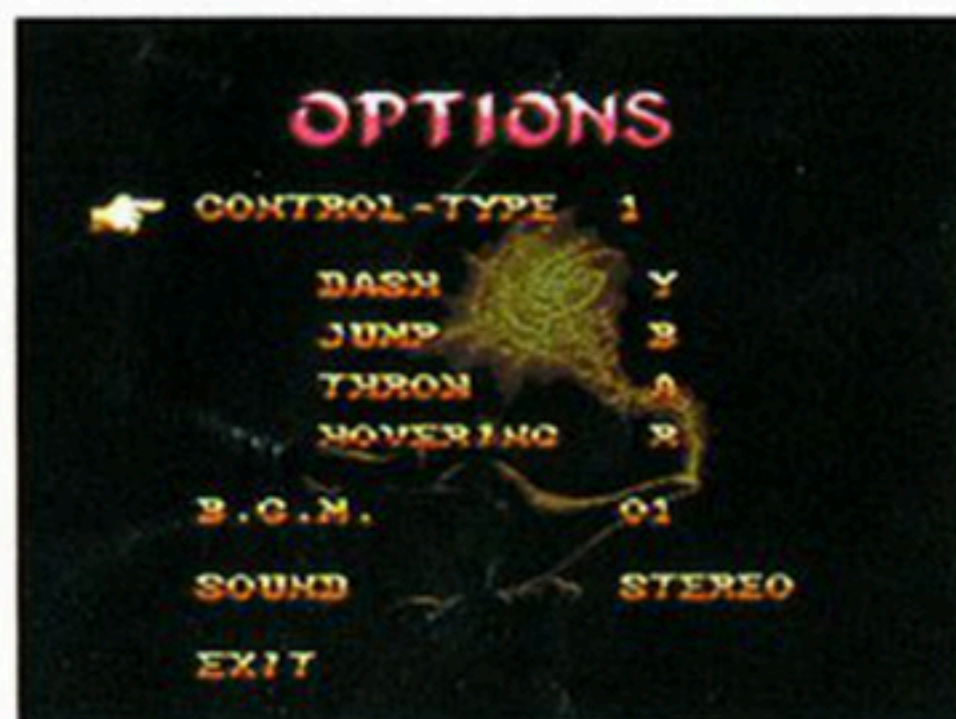 OPTIONS
CONTROL-TYPE 1
DASH Y
JUMP B
THROW A
HOVERING R
B.G.M. 01
SOUND STEREO
EXIT